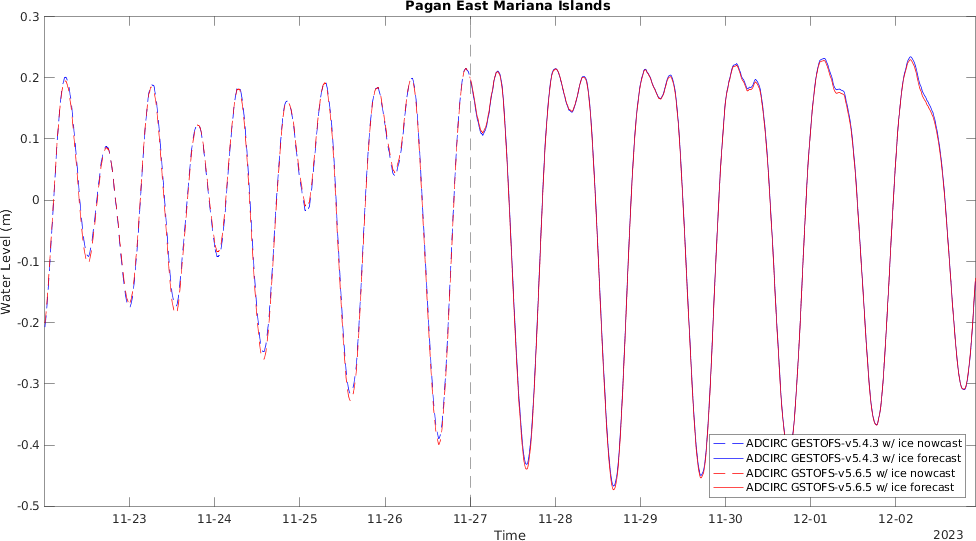 Pagan East Mariana Islands
0.3
0.2
0.1
0
-0.1
-0.2
-0.3
-0.4
-0.5
Water Level (m)
ADCIRC GESTOFS-v5.4.3 w/ ice nowcast
ADCIRC GESTOFS-v5.4.3 w/ ice forecast
ADCIRC GSTOFS-v5.6.5 w/ ice nowcast
ADCIRC GSTOFS-v5.6.5 w/ ice forecast
11-23 11-24 11-25 11-26 11-27 11-28 11-29 11-30 12-01 12-02
Time
2023